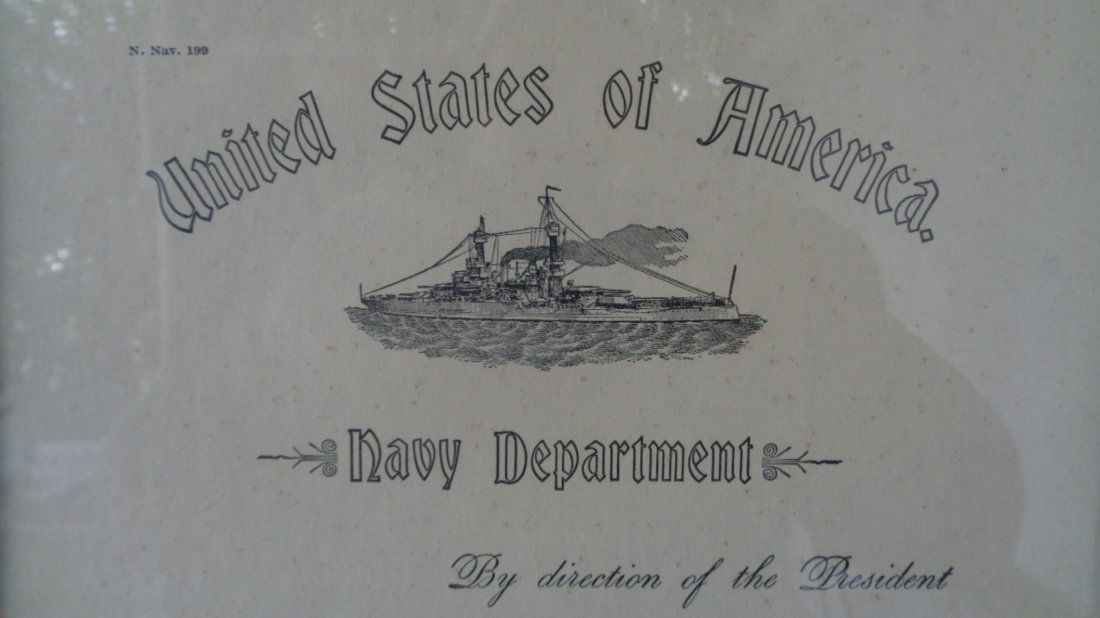 N. Nav. 199
United States of America.
Navy Department
By direction of the President